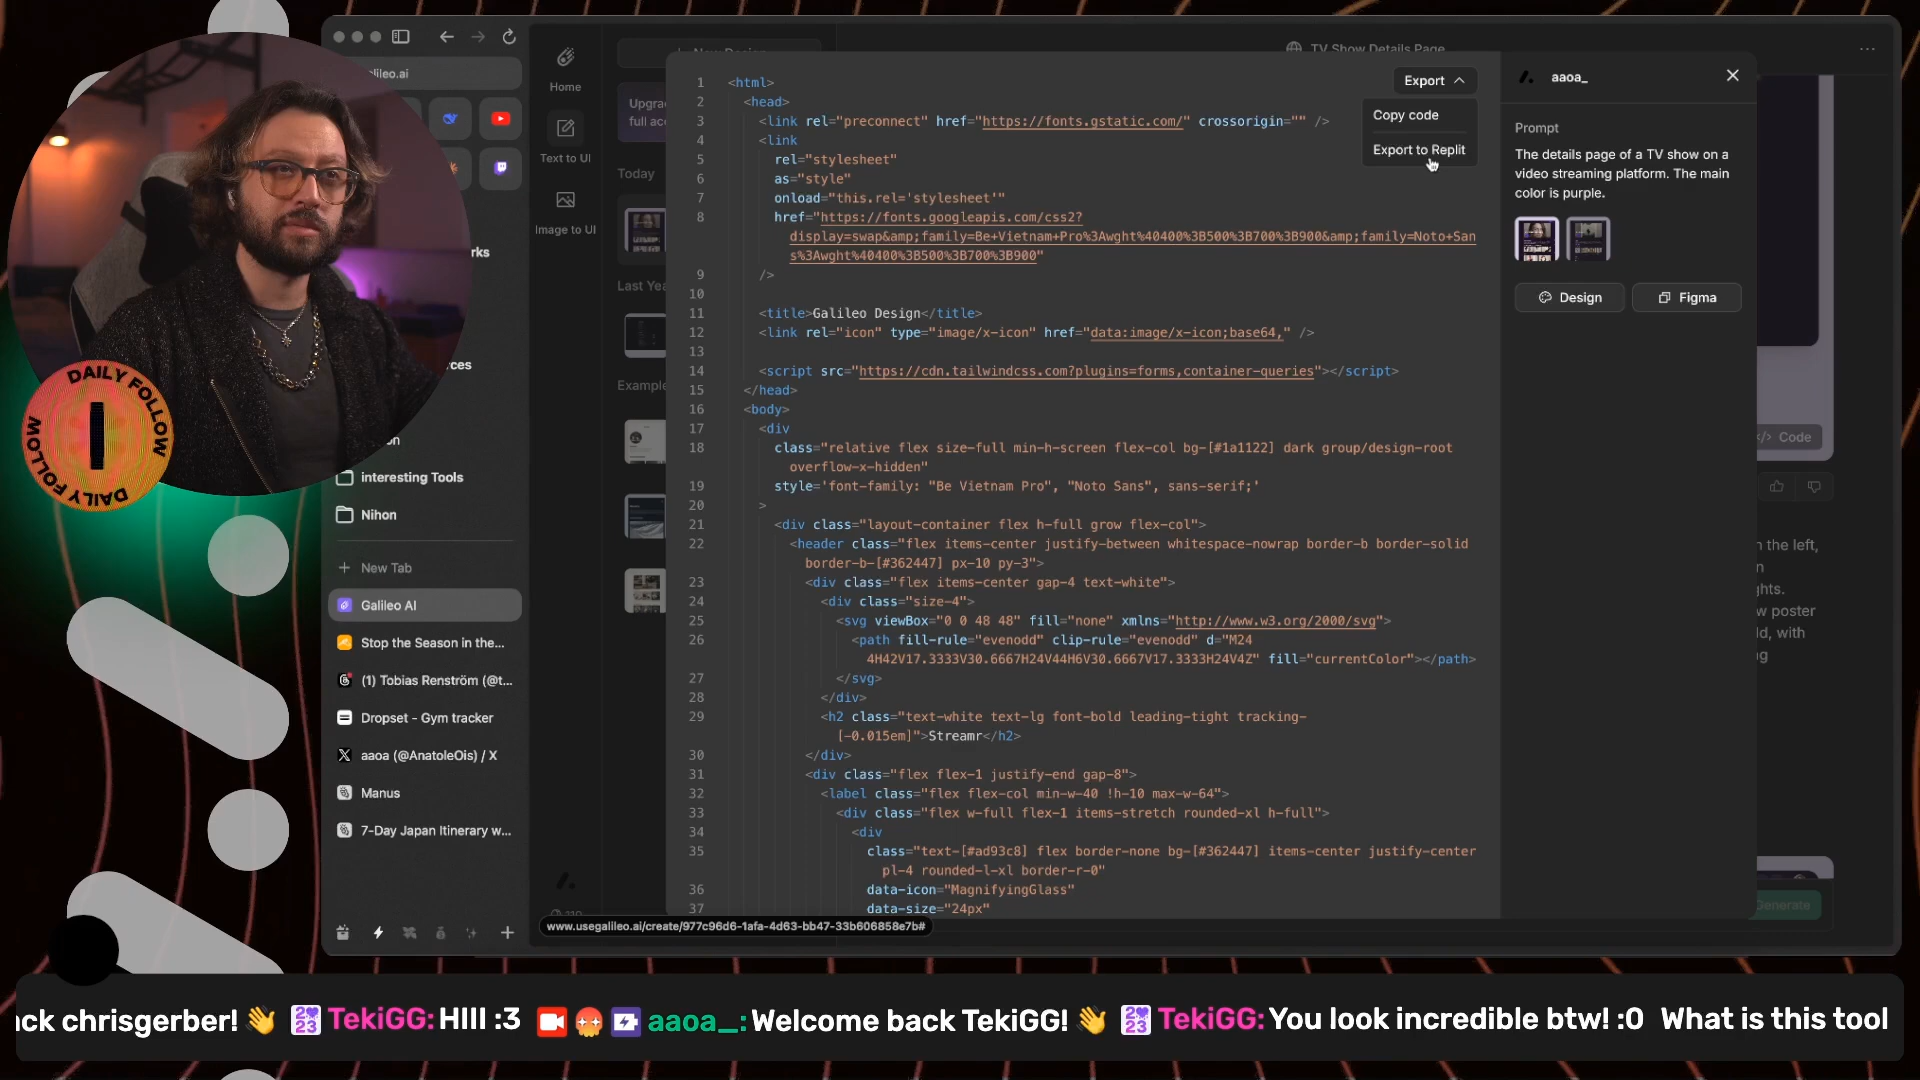 alileo.ai
rks
ces
on
interesting Tools
Nihon
New Tab
Galileo AI
Stop the Season in the...
(1) Tobias Renström (@t...
Dropset - Gym tracker
aaoa (@AnatoleOis) / X
Manus
7-Day Japan Itinerary w...
Home
Text to UI
Image to UI
New Design
Upgra
full acc
Today
Last Yea
Example
TV Show Details Page
1 <html>
2 <head>
3 <link rel="preconnect" href="https://fonts.gstatic.com/" crossorigin="" />
4 <link
5 rel="stylesheet"
6 as="style"
7 onload="this.rel='stylesheet'"
8 href="https://fonts.googleapis.com/css2?
display=swap&amp;family=Be+Vietnam+Pro%3Awght%40400%3B500%3B700%3B900&amp;family=Noto+San
s%3Awght%40400%3B500%3B700%3B900"
9 />
10
11 <title>Galileo Design</title>
12 <link rel="icon" type="image/x-icon" href="data:image/x-icon;base64," />
13
14 <script src="https://cdn.tailwindcss.com?plugins=forms,container-queries"></script>
15 </head>
16 <body>
17 <div
18 class="relative flex size-full min-h-screen flex-col bg-[#1a1122] dark group/design-root
overflow-x-hidden"
19 style='font-family: "Be Vietnam Pro", "Noto Sans", sans-serif;'
20 >
21 <div class="layout-container flex h-full grow flex-col">
22 <header class="flex items-center justify-between whitespace-nowrap border-b border-solid
border-b-[#362447] px-10 py-3">
23 <div class="flex items-center gap-4 text-white">
24 <div class="size-4">
25 <svg viewBox="0 0 48 48" fill="none" xmlns="http://www.w3.org/2000/svg">
26 <path fill-rule="evenodd" clip-rule="evenodd" d="M24
4H42V17.3333V30.6667H24V44H6V30.6667V17.3333H24V4Z" fill="currentColor"></path>
27 </svg>
28 </div>
29 <h2 class="text-white text-lg font-bold leading-tight tracking-
[-0.015em]">Streamr</h2>
30 </div>
31 <div class="flex flex-1 justify-end gap-8">
32 <label class="flex flex-col min-w-40 !h-10 max-w-64">
33 <div class="flex w-full flex-1 items-stretch rounded-xl h-full">
34 <div
35 class="text-[#ad93c8] flex border-none bg-[#362447] items-center justify-center
pl-4 rounded-l-xl border-r-0"
36 data-icon="MagnifyingGlass"
37 data-size="24px"
Export
Copy code
Export to Replit
aaoa_
Prompt
The details page of a TV show on a
video streaming platform. The main
color is purple.
Design
Figma
</> Code
n the left,
n
ghts.
w poster
ld, with
g
Generate
www.usegalileo.ai/create/977c96d6-1afa-4d63-bb47-33b606858e7b#
DAILY FOLLOW
DAILY FOLLOW
ack chrisgerber! 👋 2023 TekiGG: HIII :3 aaoa_: Welcome back TekiGG! 👋 2023 TekiGG: You look incredible btw! :O What is this tool